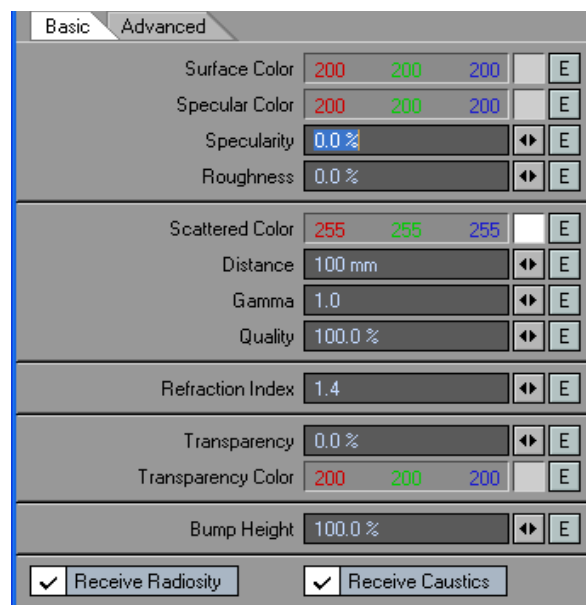 Basic Advanced
Surface Color 200 200 200 E
Specular Color 200 200 200 E
Specularity 0.0 % E
Roughness 0.0 % E
Scattered Color 255 255 255 E
Distance 100 mm E
Gamma 1.0 E
Quality 100.0 % E
Refraction Index 1.4 E
Transparency 0.0 % E
Transparency Color 200 200 200 E
Bump Height 100.0 % E
Receive Radiosity Receive Caustics